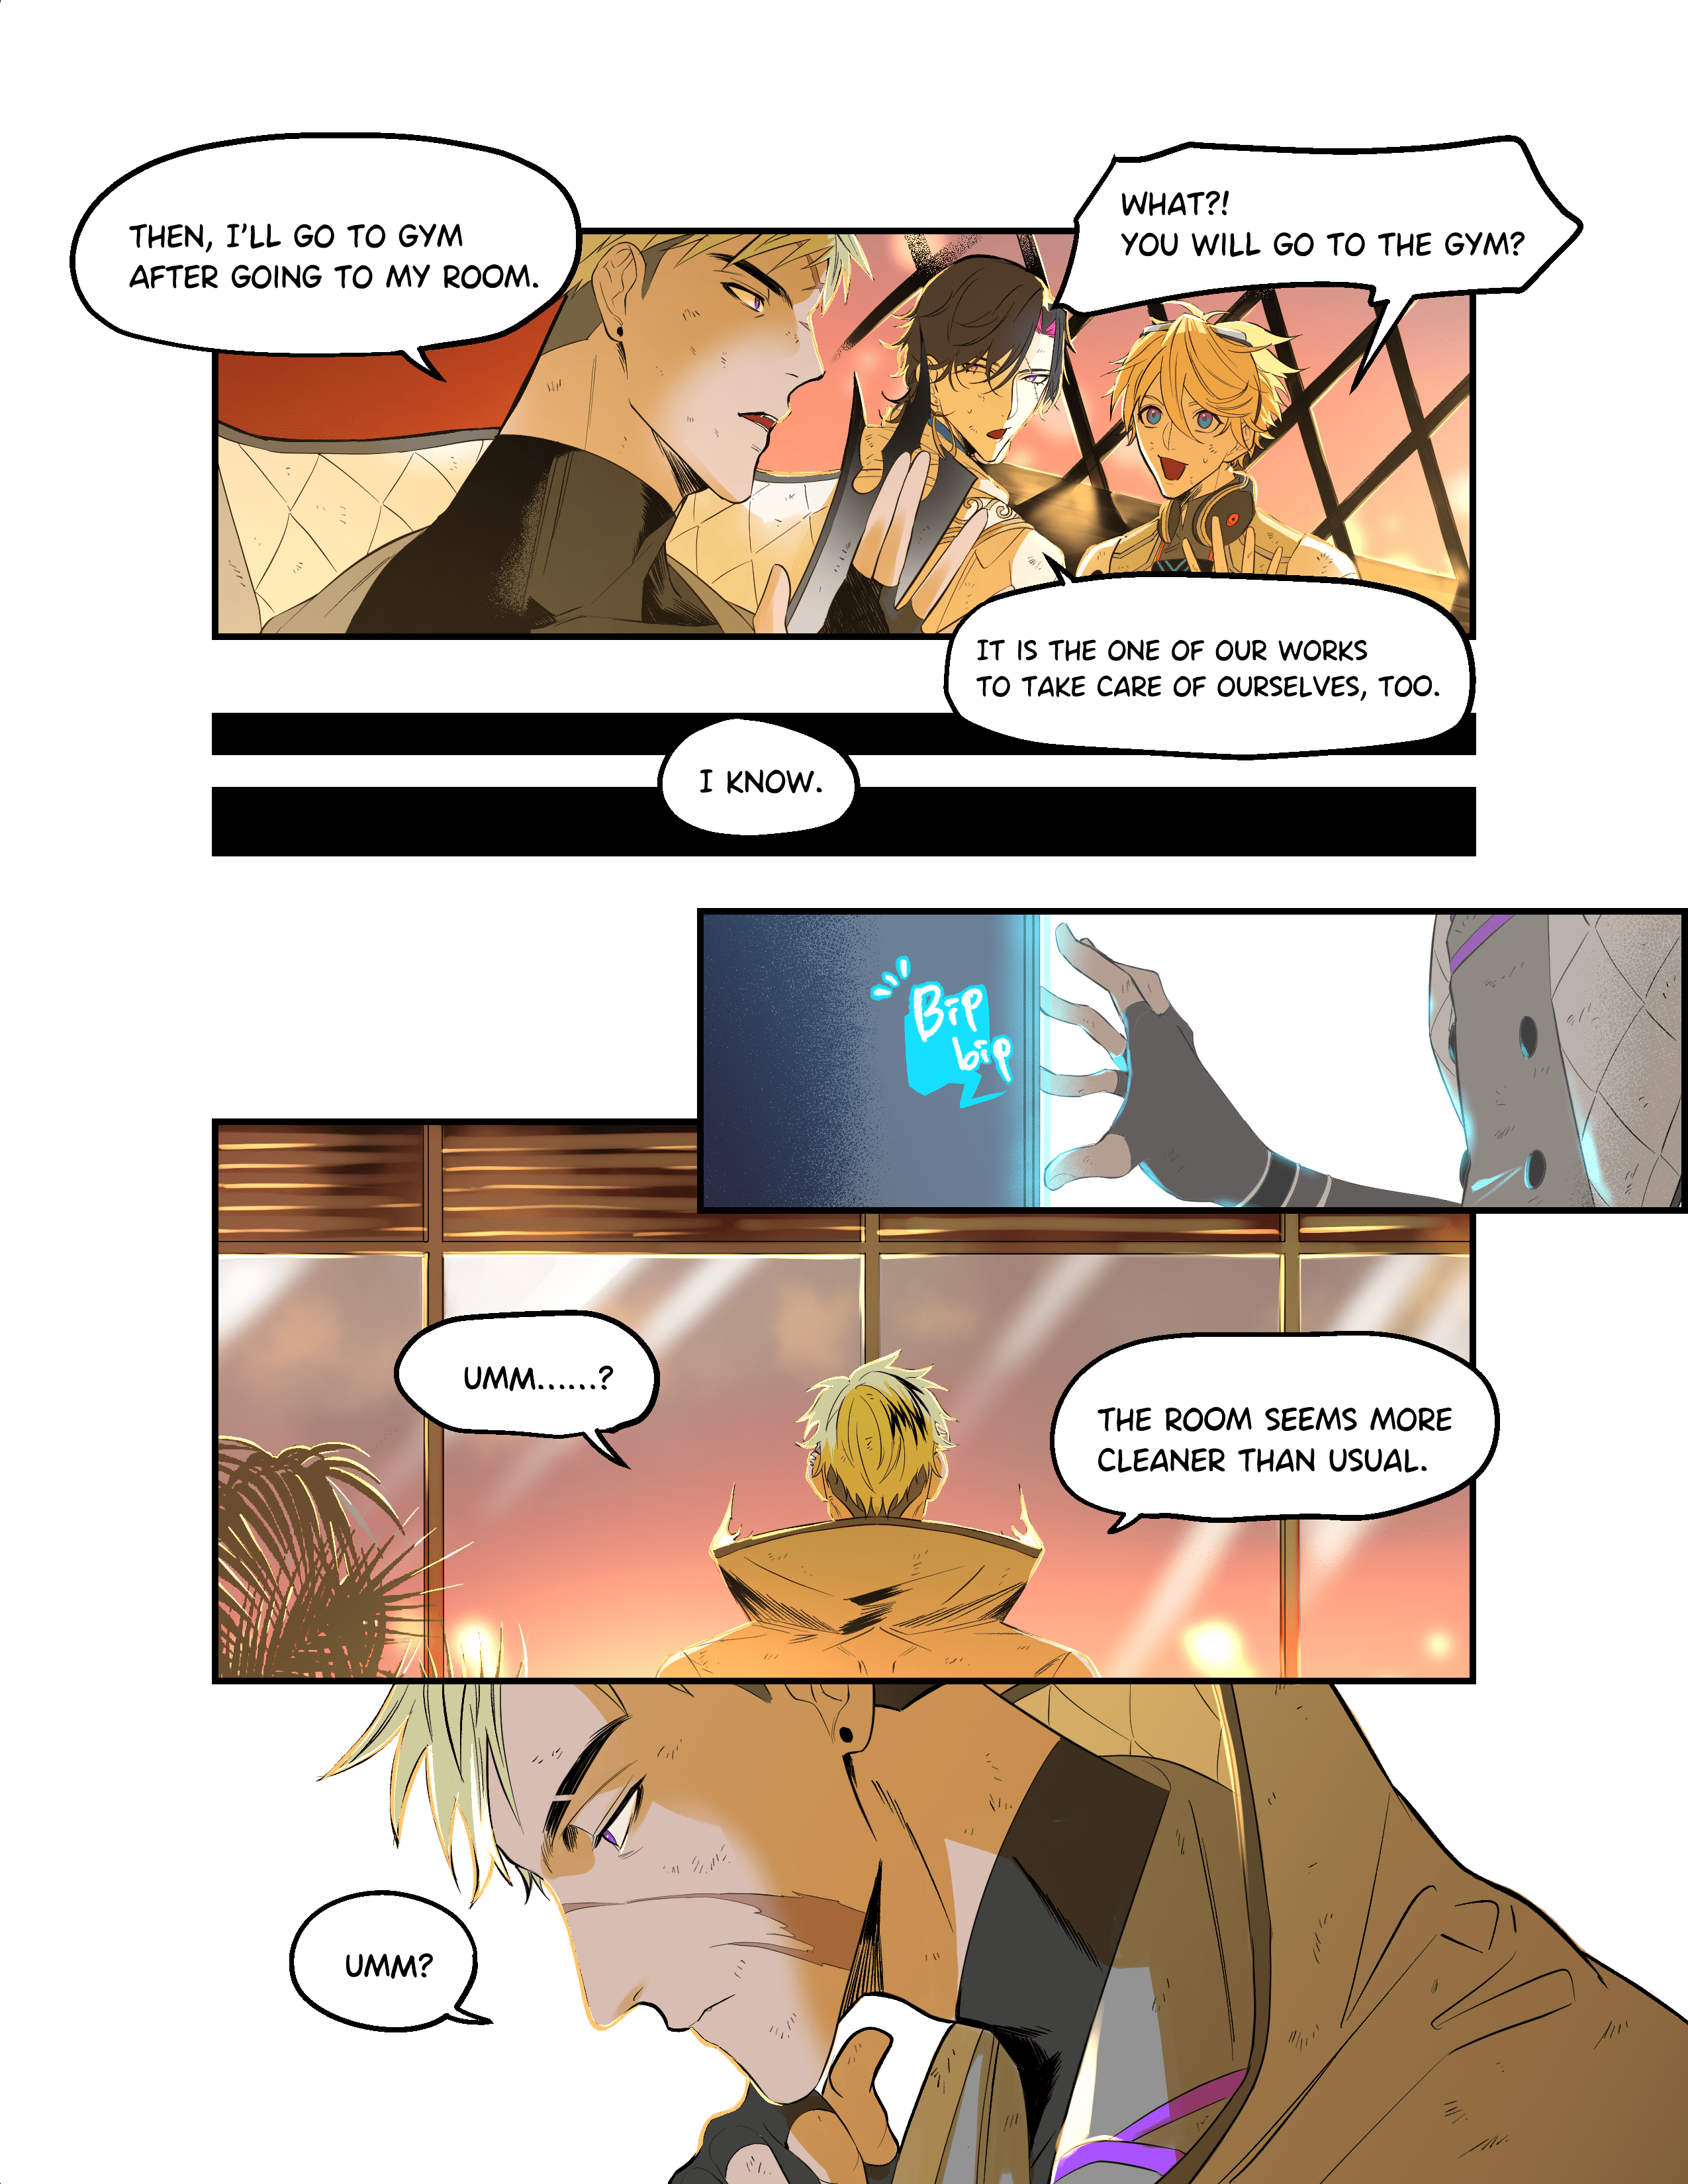 THEN, I'LL GO TO GYM
AFTER GOING TO MY ROOM.
WHAT?!
YOU WILL GO TO THE GYM?
IT IS THE ONE OF OUR WORKS
TO TAKE CARE OF OURSELVES, TOO.
I KNOW.
Bip
bip
UMM......?
THE ROOM SEEMS MORE
CLEANER THAN USUAL.
UMM?